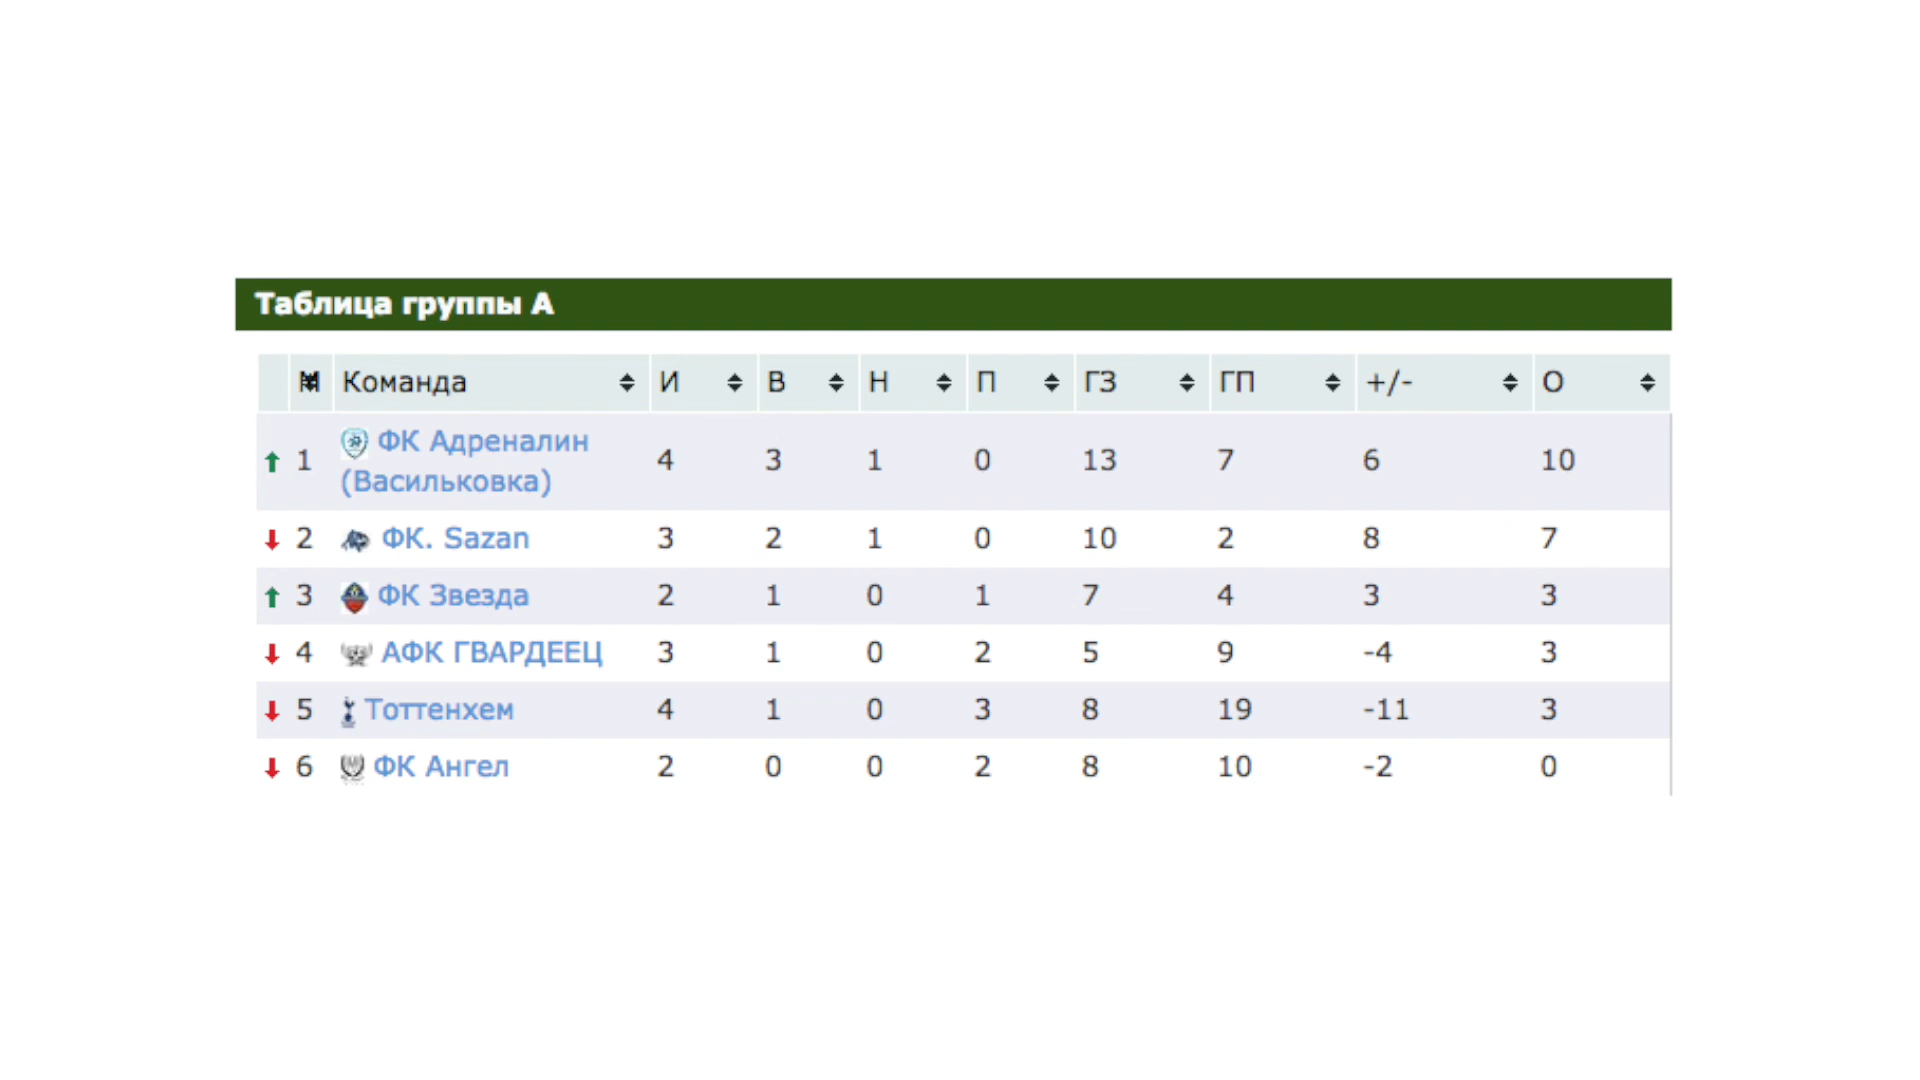 Таблица группы А
М Команда И В Н П ГЗ ГП +/- О
1 ФК Адреналин (Васильковка) 4 3 1 0 13 7 6 10
2 ФК. Sazan 3 2 1 0 10 2 8 7
3 ФК Звезда 2 1 0 1 7 4 3 3
4 АФК ГВАРДЕЕЦ 3 1 0 2 5 9 -4 3
5 Тоттенхем 4 1 0 3 8 19 -11 3
6 ФК Ангел 2 0 0 2 8 10 -2 0